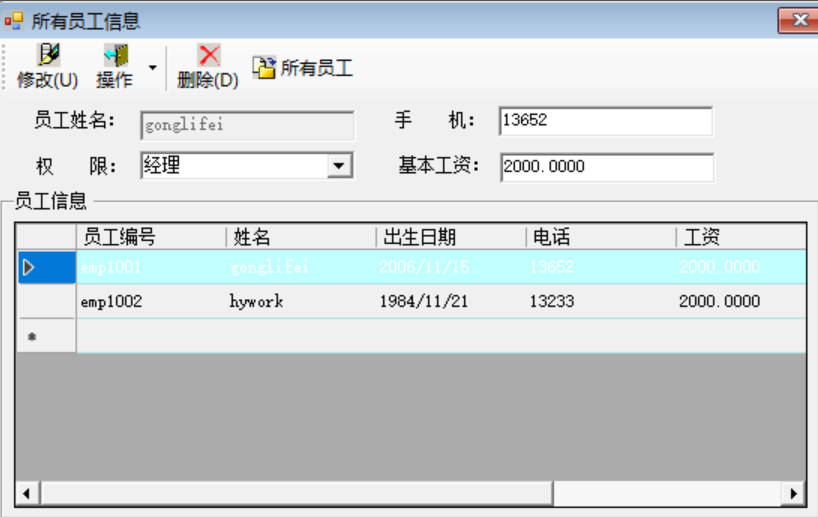 所有员工信息
修改(U) 操作 删除(D) 所有员工
员工姓名: gonglifei 手 机: 13652
权 限: 经理 基本工资: 2000.0000
员工信息
员工编号 姓名 出生日期 电话 工资
emp1001 gonglifei 2006/11/15 13652 2000.0000
emp1002 hywork 1984/11/21 13233 2000.0000
*